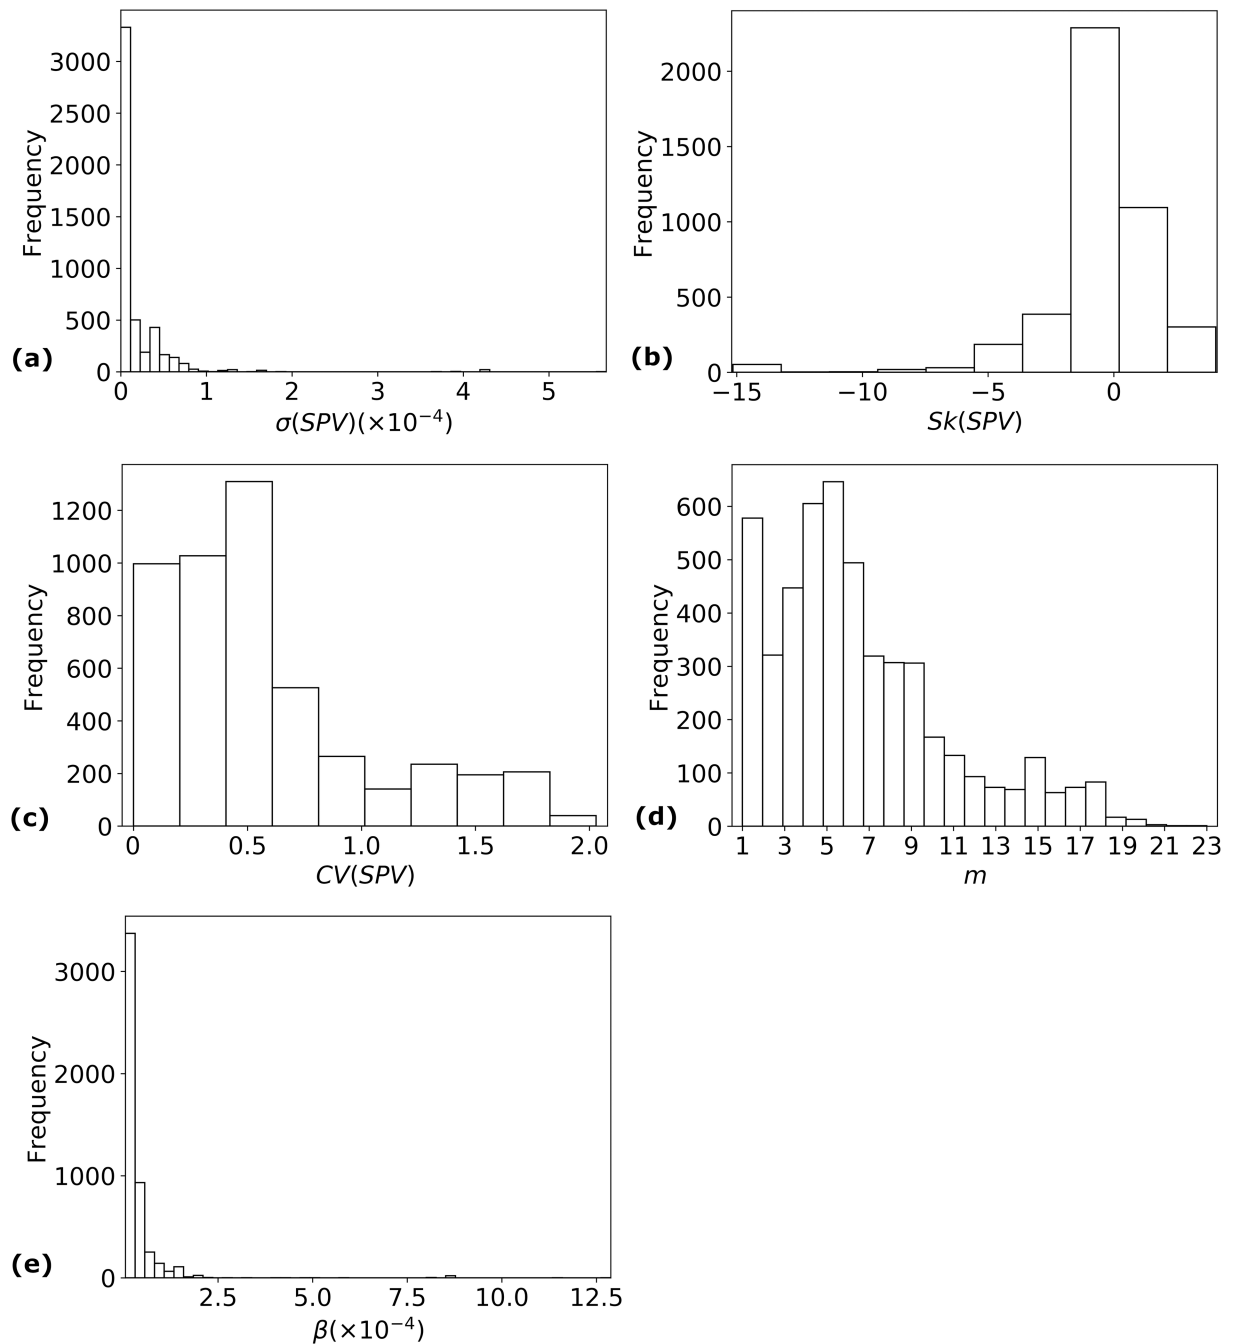 3000
2500
2000
1500
1000
500
0
Frequency
0 1 2 3 4 5
σ(SPV)(×10⁻⁴)
(a)
2000
1500
1000
500
0
Frequency
−15 −10 −5 0
Sk(SPV)
(b)
1200
1000
800
600
400
200
0
Frequency
0 0.5 1.0 1.5 2.0
CV(SPV)
(c)
600
500
400
300
200
100
0
Frequency
1 3 5 7 9 11 13 15 17 19 21 23
m
(d)
3000
2000
1000
0
Frequency
2.5 5.0 7.5 10.0 12.5
β(×10⁻⁴)
(e)